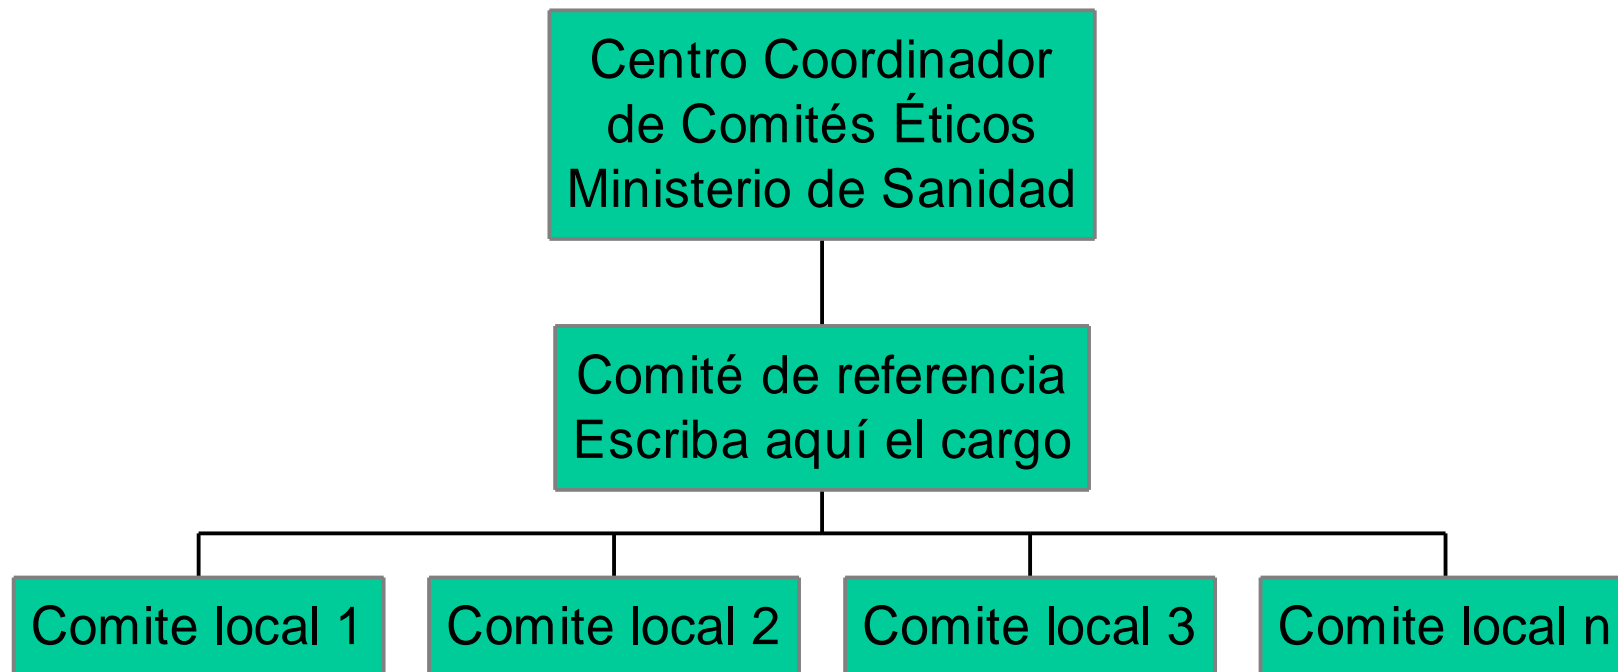 Centro Coordinador
de Comités Éticos
Ministerio de Sanidad
Comité de referencia
Escriba aquí el cargo
Comite local 1
Comite local 2
Comite local 3
Comite local n